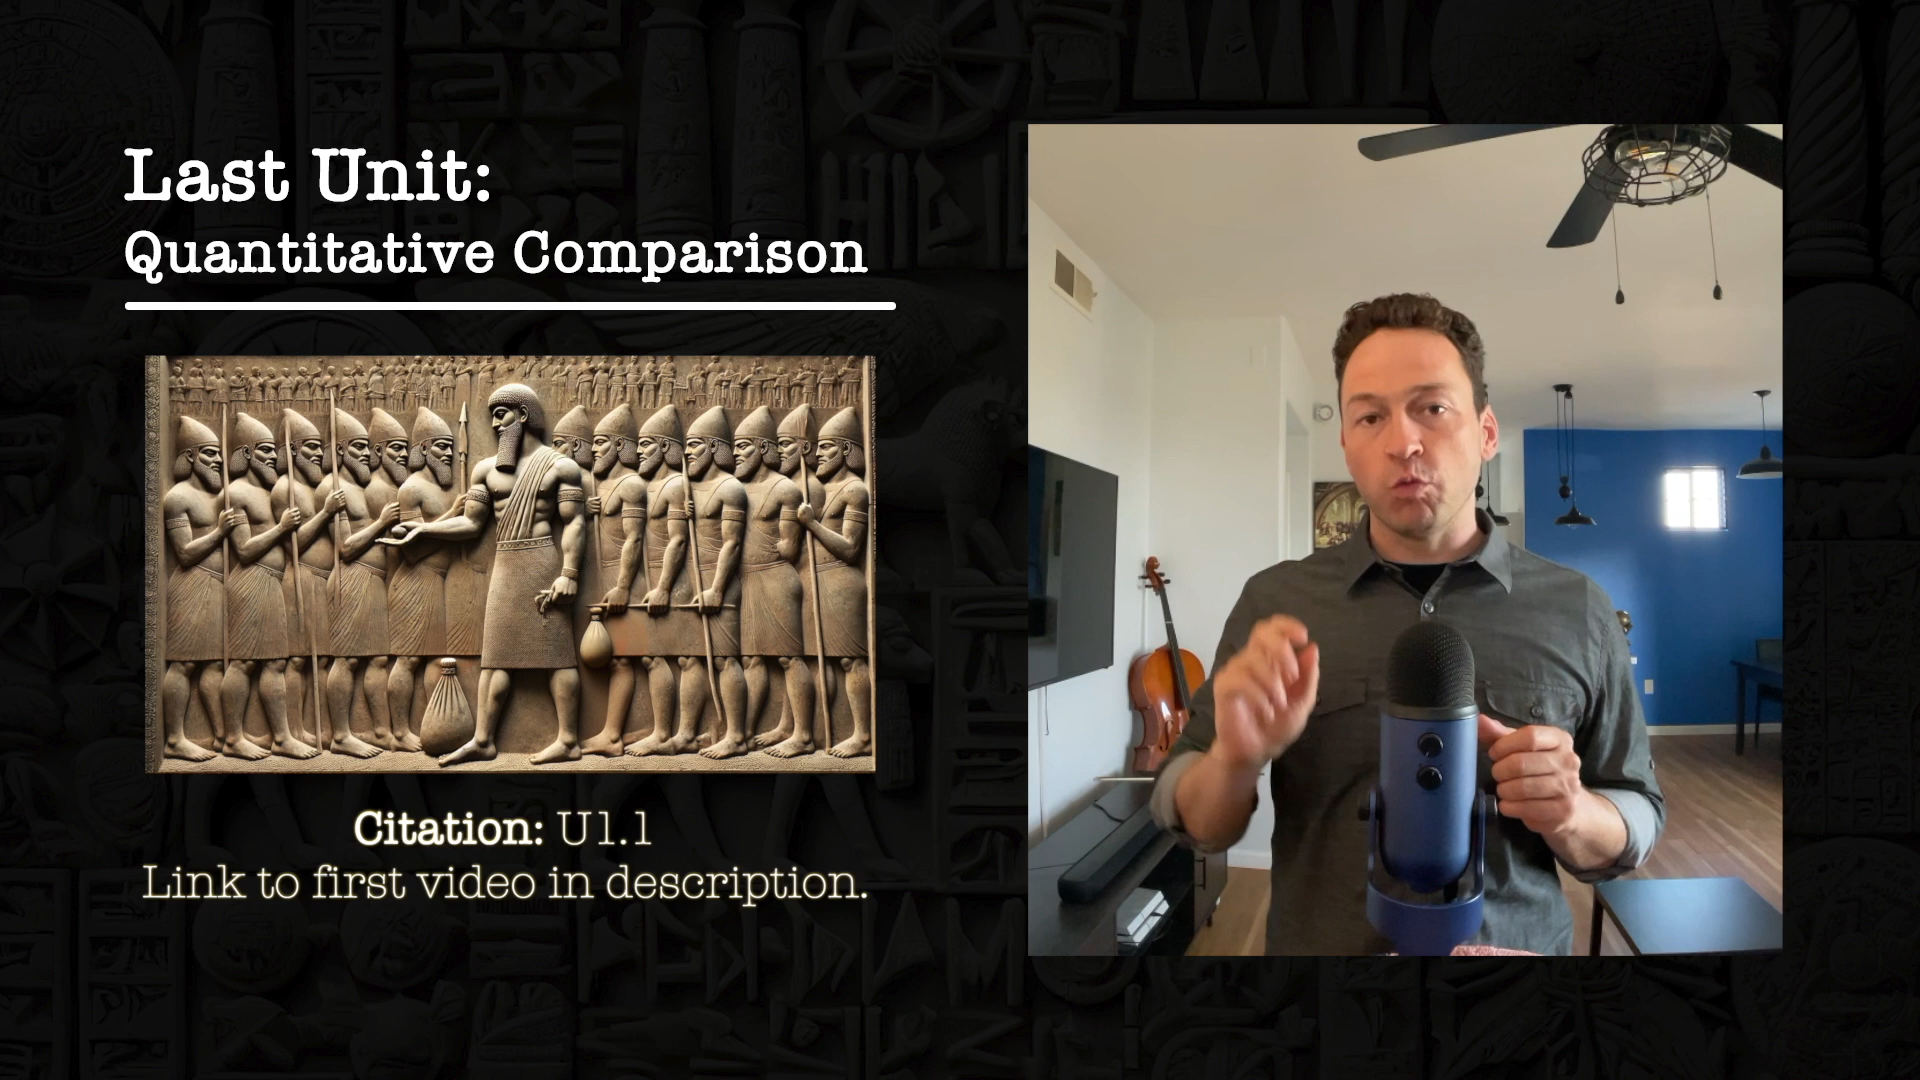 Last Unit:
Quantitative Comparison
Citation: U1.1
Link to first video in description.